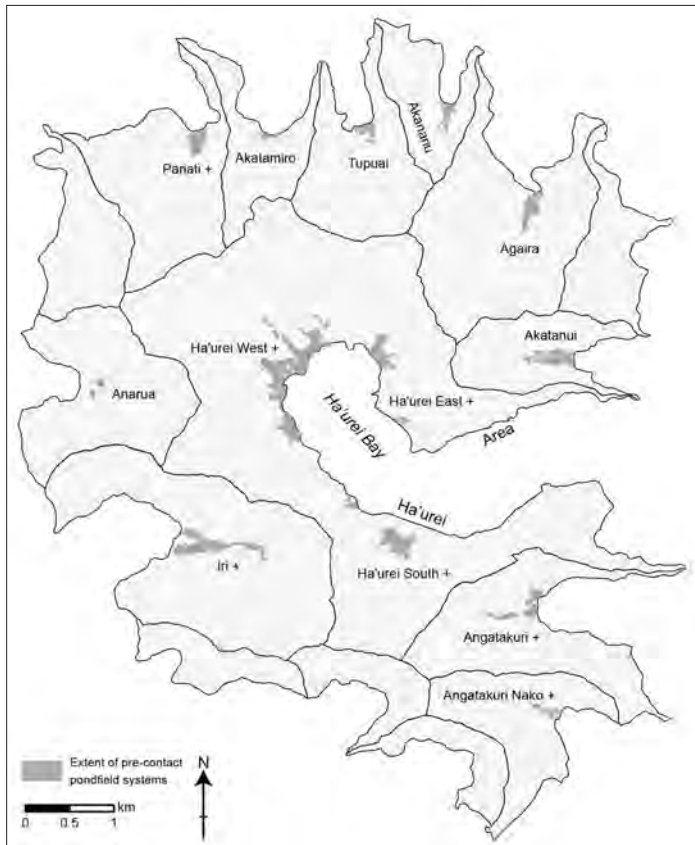 Akananu
Pariati +
Akatamiro
Tupuai
Agaira
Akatanui
Ha'urei West +
Anarua
Ha'urei East +
Ha'urei Bay
Area
Ha'urei
Iri +
Ha'urei South +
Angatakuri +
Angatakuri Nako +
Extent of pre-contact
pondfield systems
N
km
0 0.5 1